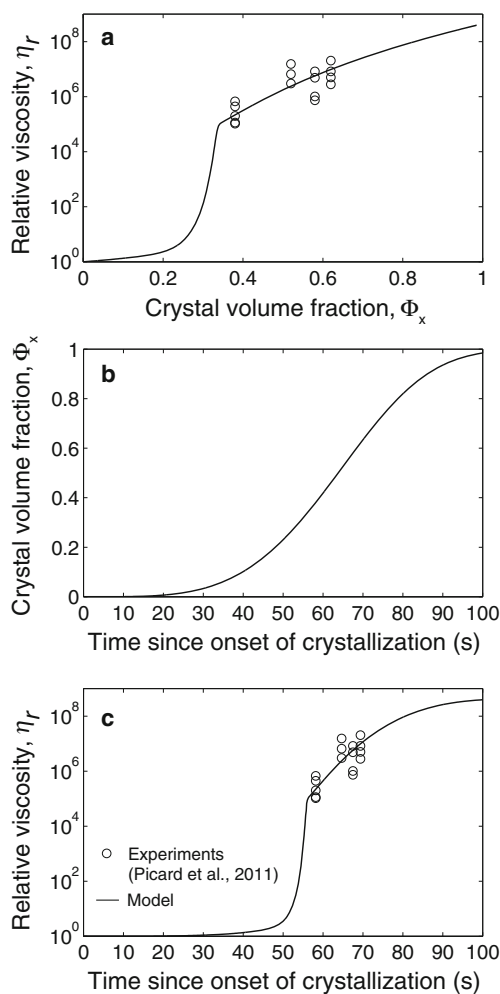 a
Relative viscosity, ηr
10^8
10^6
10^4
10^2
10^0
0 0.2 0.4 0.6 0.8 1
Crystal volume fraction, Φx
b
Crystal volume fraction, Φx
1
0.8
0.6
0.4
0.2
0
0 10 20 30 40 50 60 70 80 90 100
Time since onset of crystallization (s)
c
Relative viscosity, ηr
10^8
10^6
10^4
10^2
10^0
Experiments
(Picard et al., 2011)
Model
0 10 20 30 40 50 60 70 80 90 100
Time since onset of crystallization (s)